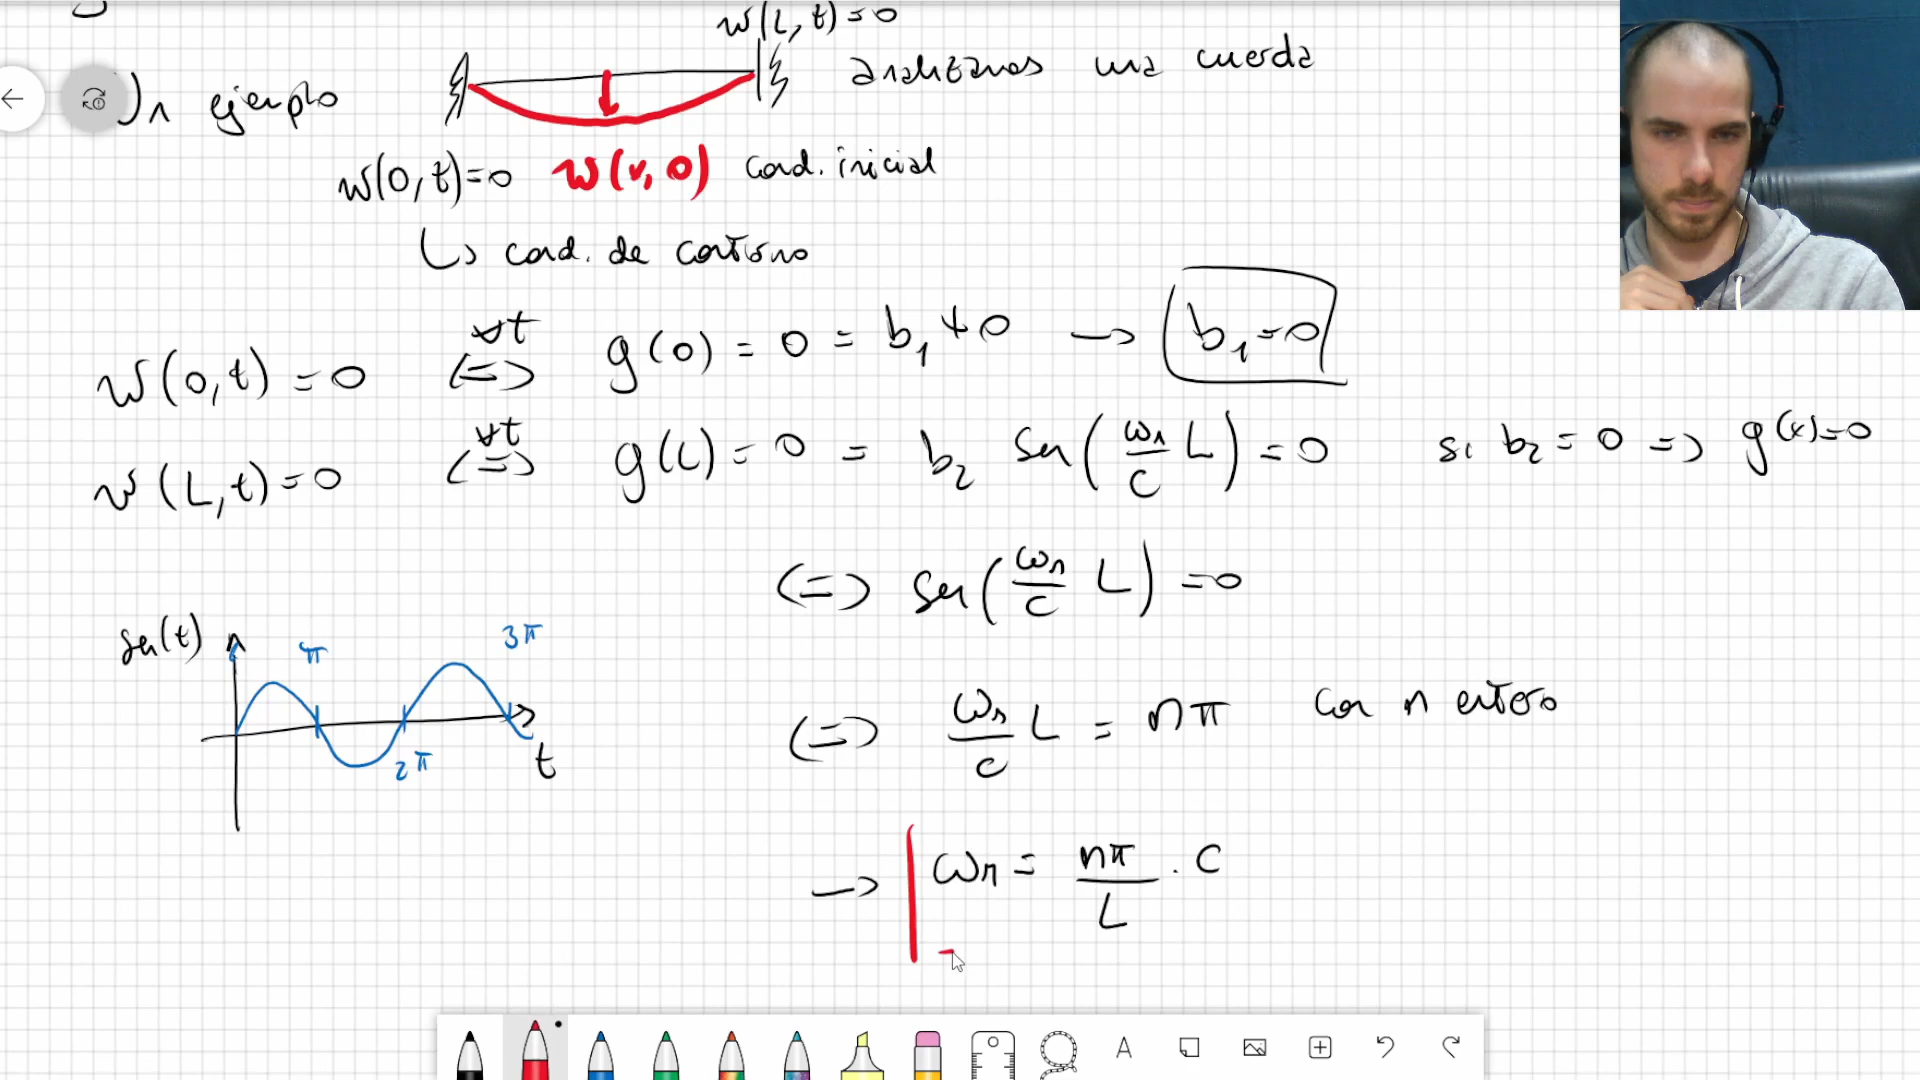 w(L,t)=0
Un ejemplo analizamos una cuerda
w(0,t)=0 w(r,0) cond. inicial
↳ cond. de contorno
w(0,t)=0 ∀t <=> g(0) = 0 = b₁+0 → b₁=0
w(L,t)=0 ∀t <=> g(L)=0 = b₂ sen(ωₙ/c L)=0 si b₂=0 => g(x)=0
<=> sen(ωₙ/c L)=0
sen(t) π 3π
<=> ωₙ/c L = nπ con n entero
2π t
→ ωₙ = nπ/L . c
A